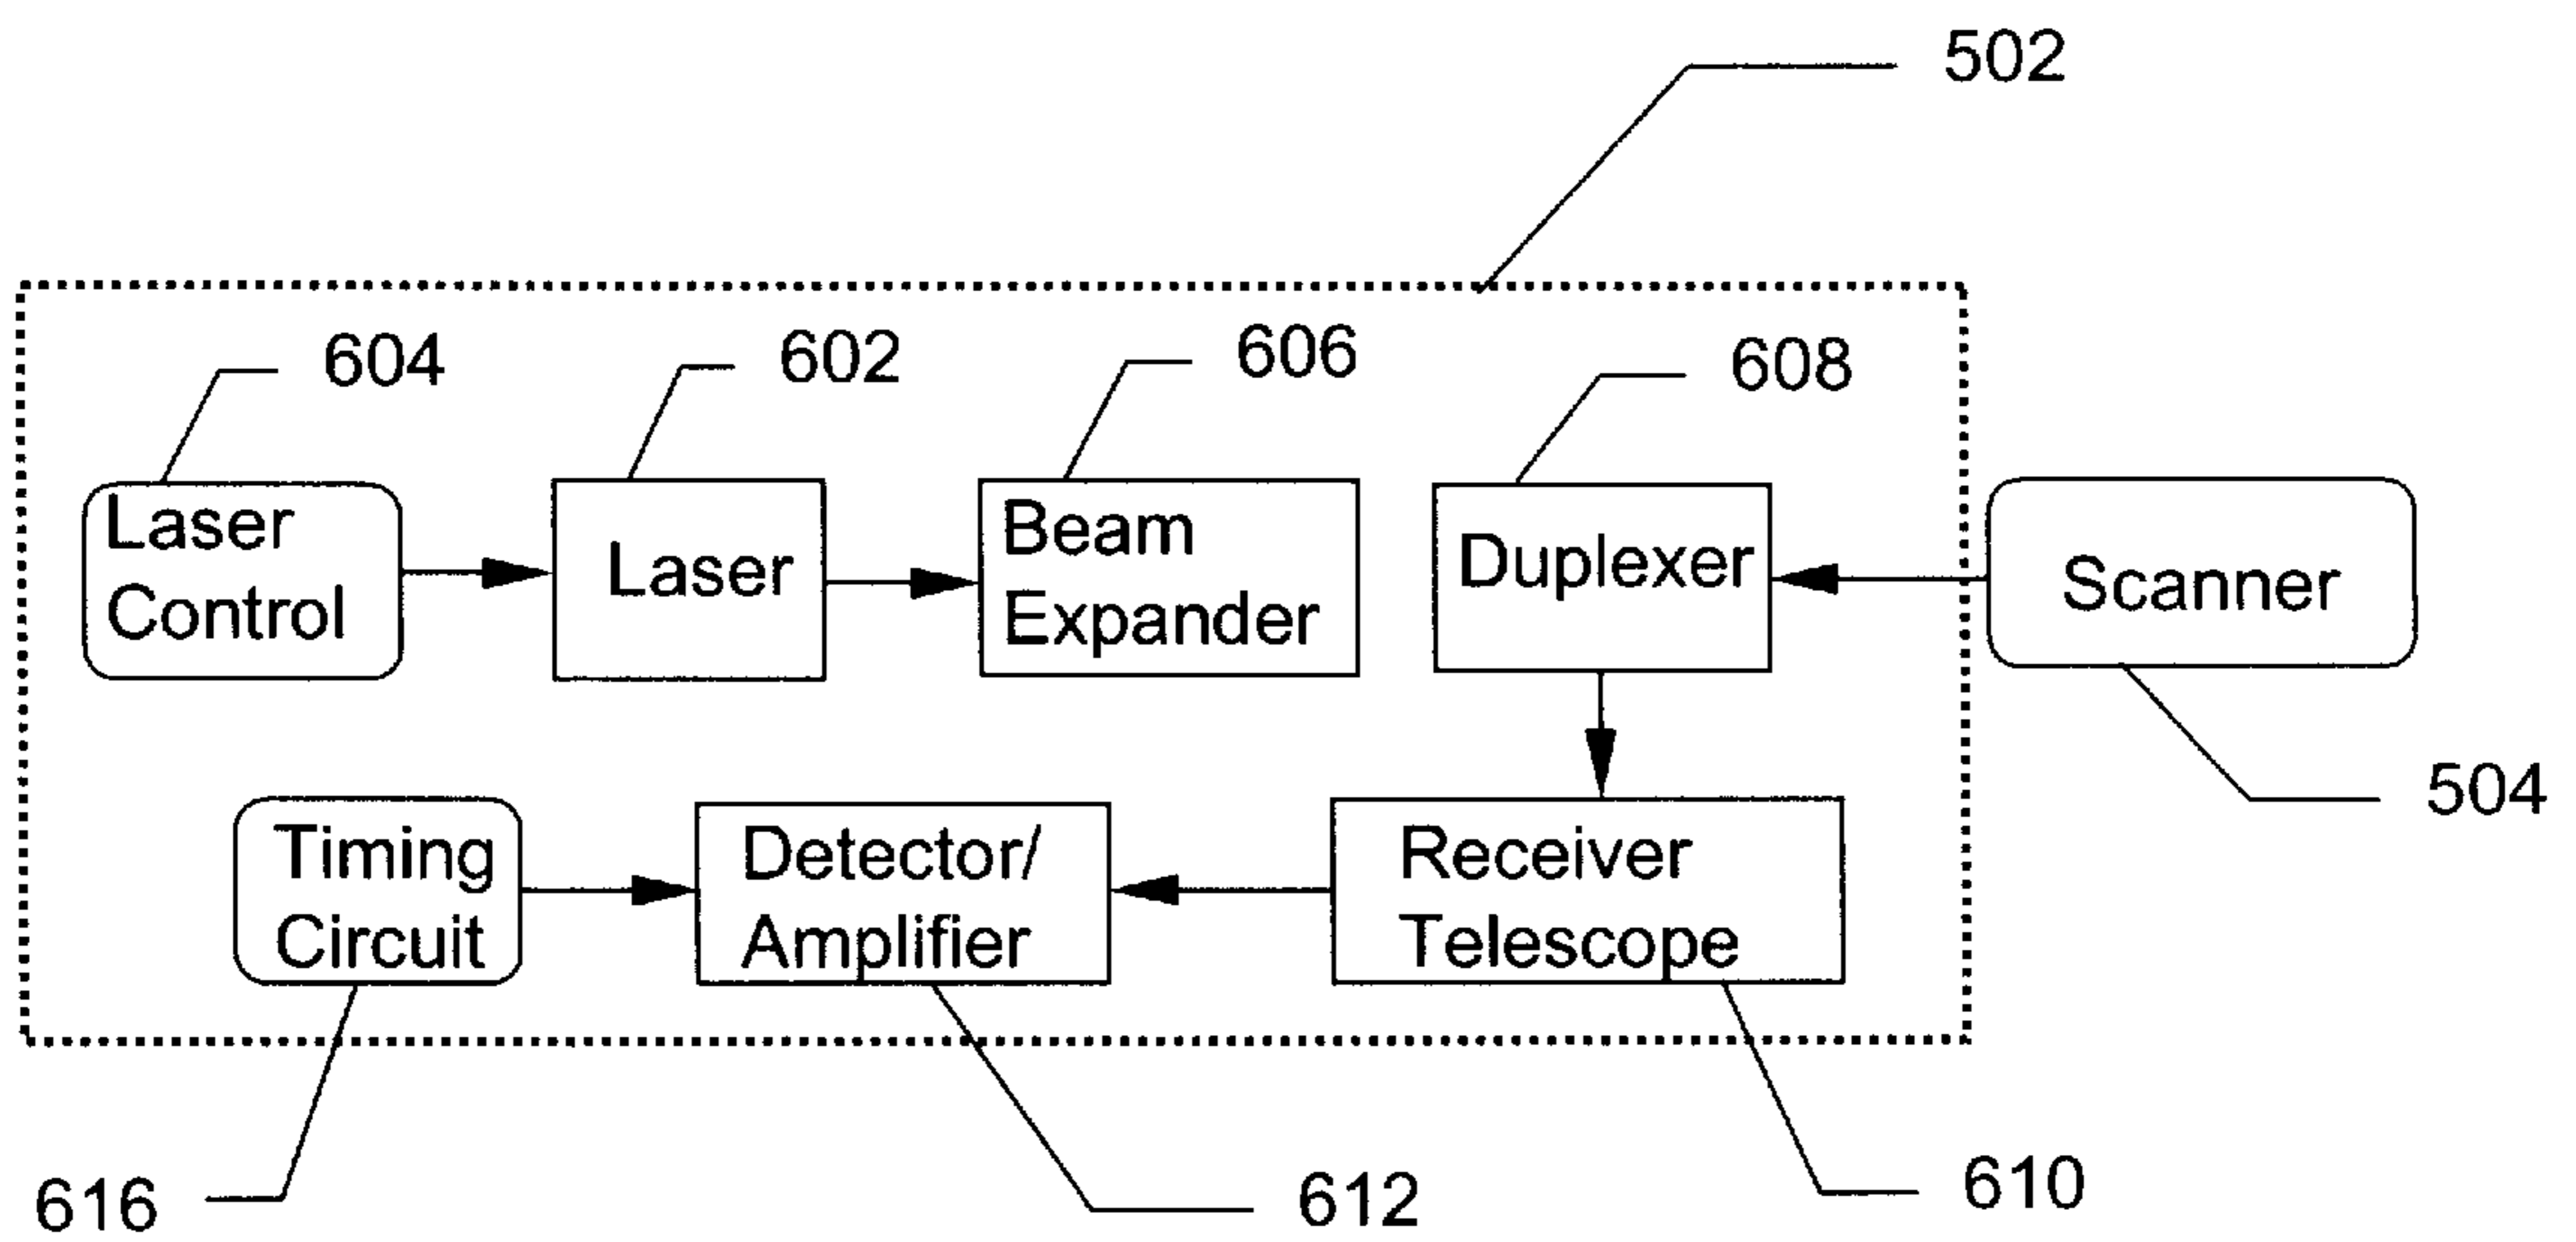 502
604
602
606
608
Laser
Control
Laser
Beam
Expander
Duplexer
Scanner
504
Timing
Circuit
Detector/
Amplifier
Receiver
Telescope
616
612
610